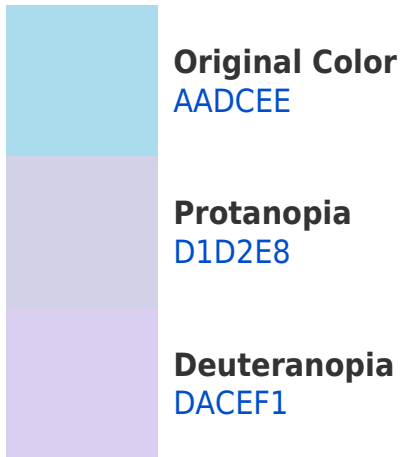 Original Color
AADCEE
Protanopia
D1D2E8
Deuteranopia
DACEF1